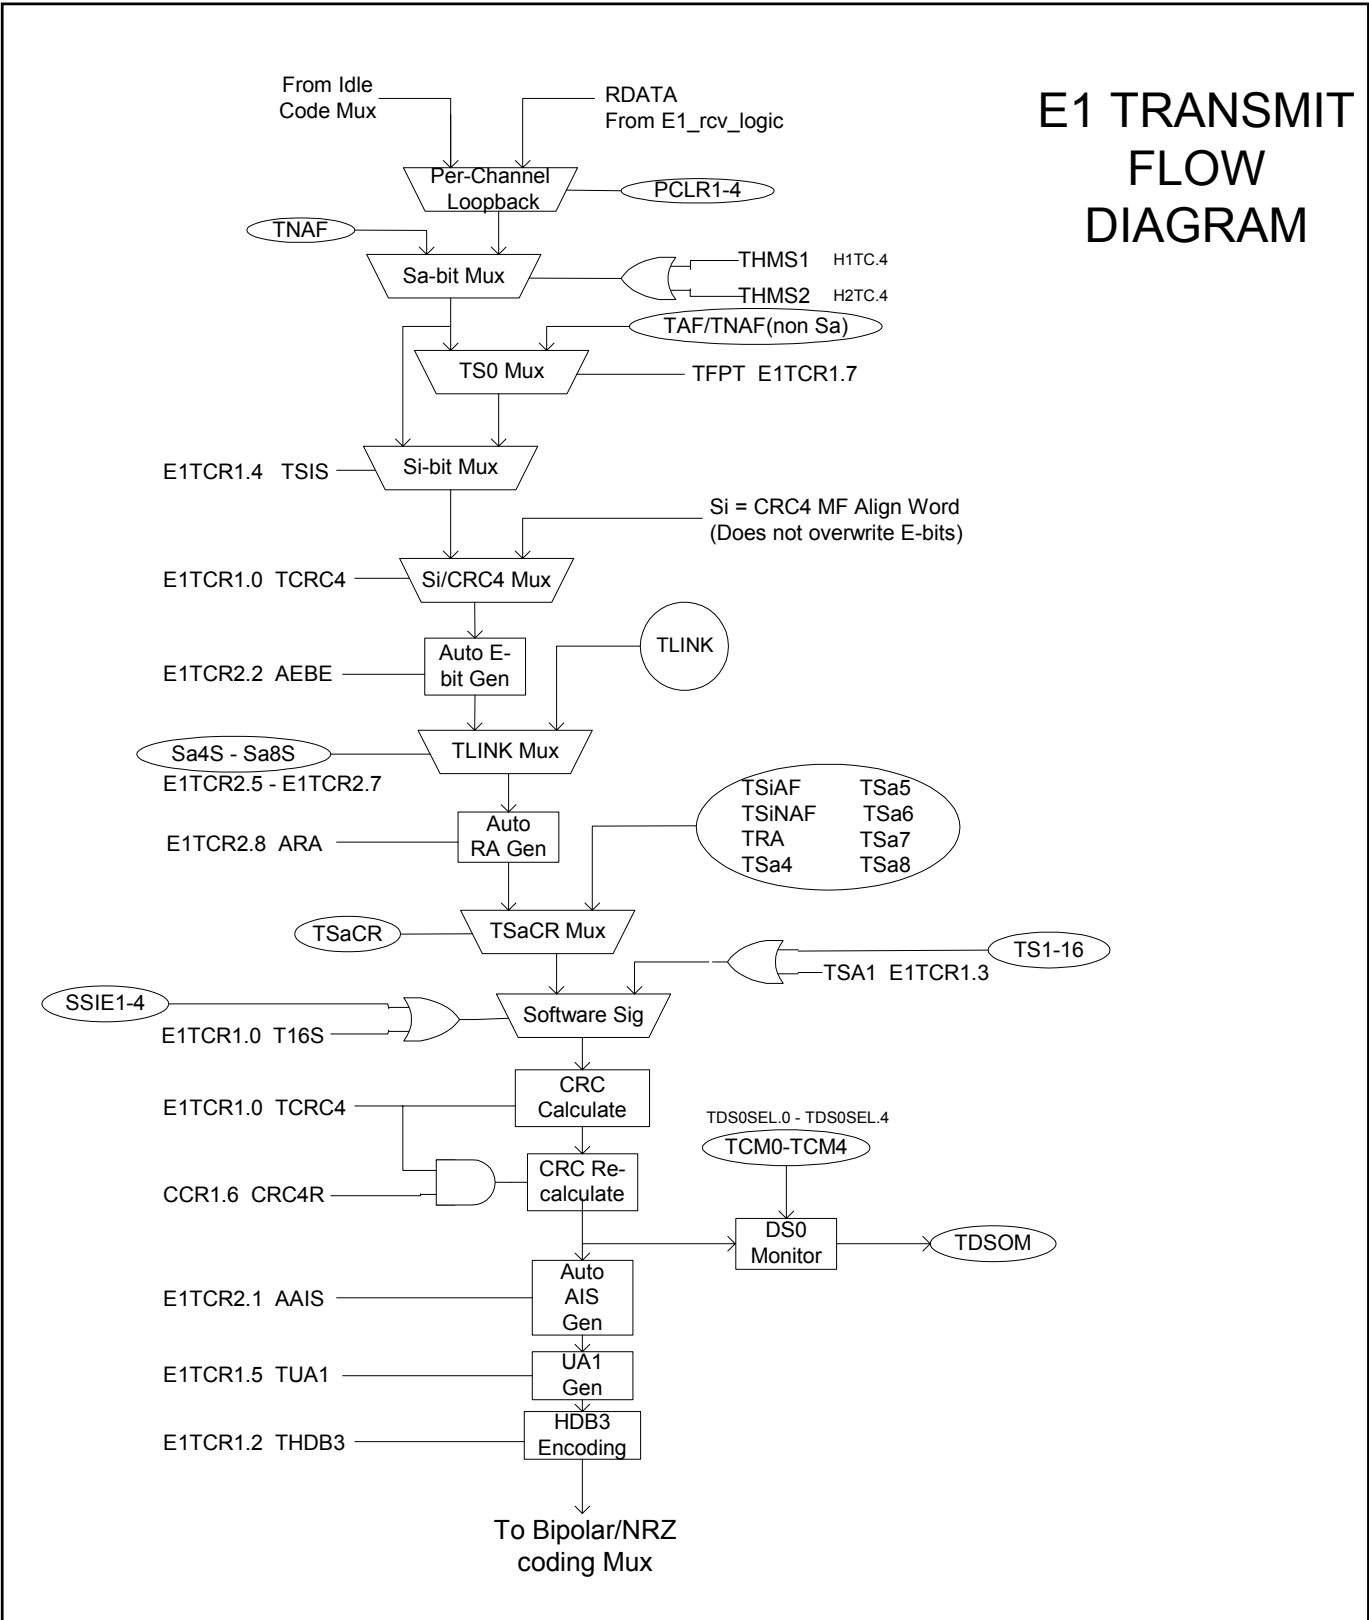 E1 TRANSMIT
FLOW
DIAGRAM
From Idle
Code Mux
RDATA
From E1_rcv_logic
Per-Channel
Loopback
PCLR1-4
TNAF
Sa-bit Mux
THMS1 H1TC.4
THMS2 H2TC.4
TAF/TNAF(non Sa)
TS0 Mux
TFPT E1TCR1.7
E1TCR1.4 TSIS
Si-bit Mux
Si = CRC4 MF Align Word
(Does not overwrite E-bits)
E1TCR1.0 TCRC4
Si/CRC4 Mux
Auto E-
bit Gen
TLINK
E1TCR2.2 AEBE
Sa4S - Sa8S
TLINK Mux
E1TCR2.5 - E1TCR2.7
TSiAF TSa5
TSiNAF TSa6
TRA TSa7
TSa4 TSa8
Auto
RA Gen
E1TCR2.8 ARA
TSaCR
TSaCR Mux
TS1-16
TSA1 E1TCR1.3
SSIE1-4
Software Sig
E1TCR1.0 T16S
CRC
Calculate
E1TCR1.0 TCRC4
TDS0SEL.0 - TDS0SEL.4
TCM0-TCM4
CRC Re-
calculate
CCR1.6 CRC4R
DS0
Monitor
TDSOM
Auto
AIS
Gen
E1TCR2.1 AAIS
UA1
Gen
E1TCR1.5 TUA1
HDB3
Encoding
E1TCR1.2 THDB3
To Bipolar/NRZ
coding Mux